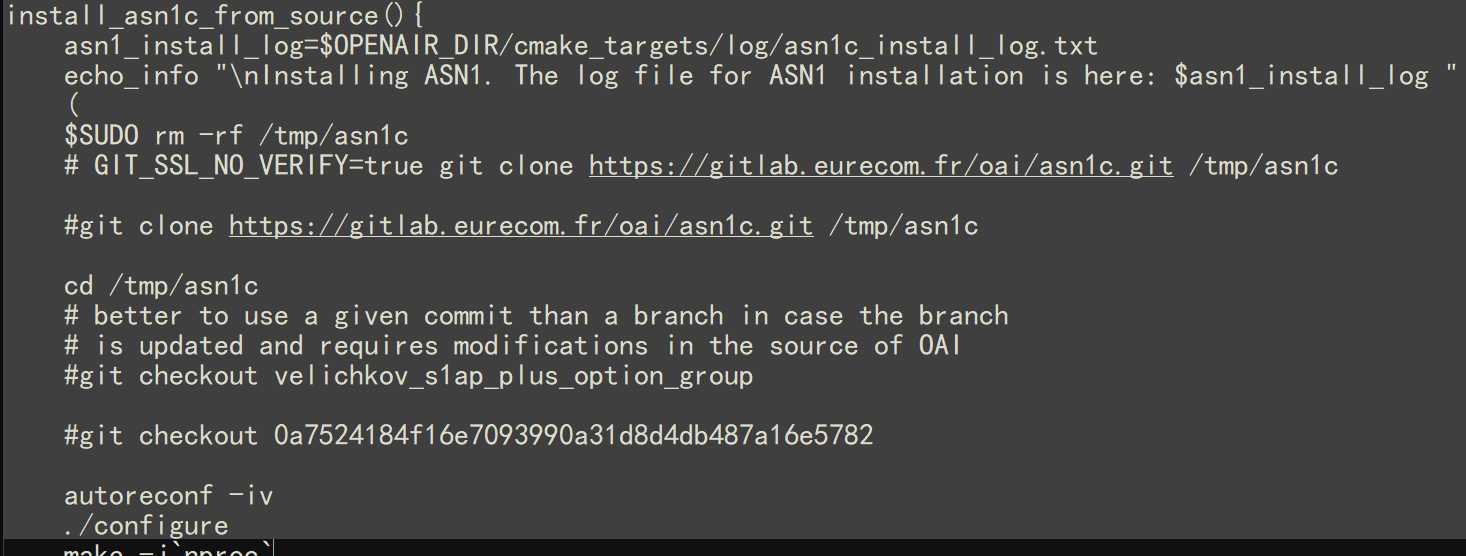 install_asn1c_from_source(){
    asn1_install_log=$OPENAIR_DIR/cmake_targets/log/asn1c_install_log.txt
    echo_info "\nInstalling ASN1. The log file for ASN1 installation is here: $asn1_install_log "
    (
    $SUDO rm -rf /tmp/asn1c
    # GIT_SSL_NO_VERIFY=true git clone https://gitlab.eurecom.fr/oai/asn1c.git /tmp/asn1c
    #git clone https://gitlab.eurecom.fr/oai/asn1c.git /tmp/asn1c
    cd /tmp/asn1c
    # better to use a given commit than a branch in case the branch
    # is updated and requires modifications in the source of OAI
    #git checkout velichkov_s1ap_plus_option_group
    #git checkout 0a7524184f16e7093990a31d8d4db487a16e5782
    autoreconf -iv
    ./configure
    make -j`nproc`